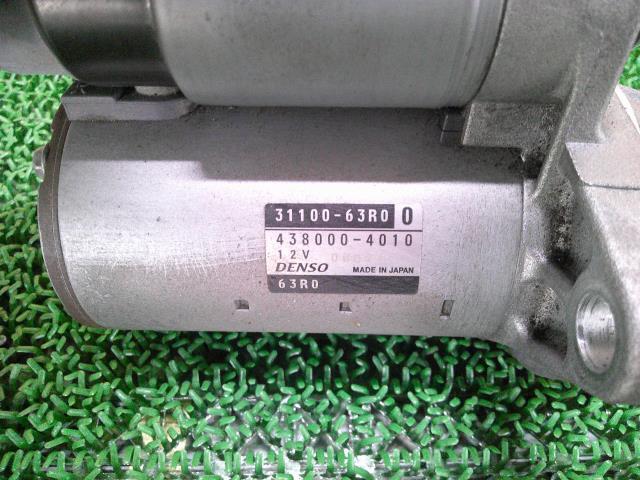 31100-63R0 0
438000-4010
12V
DENSO MADE IN JAPAN
63R0